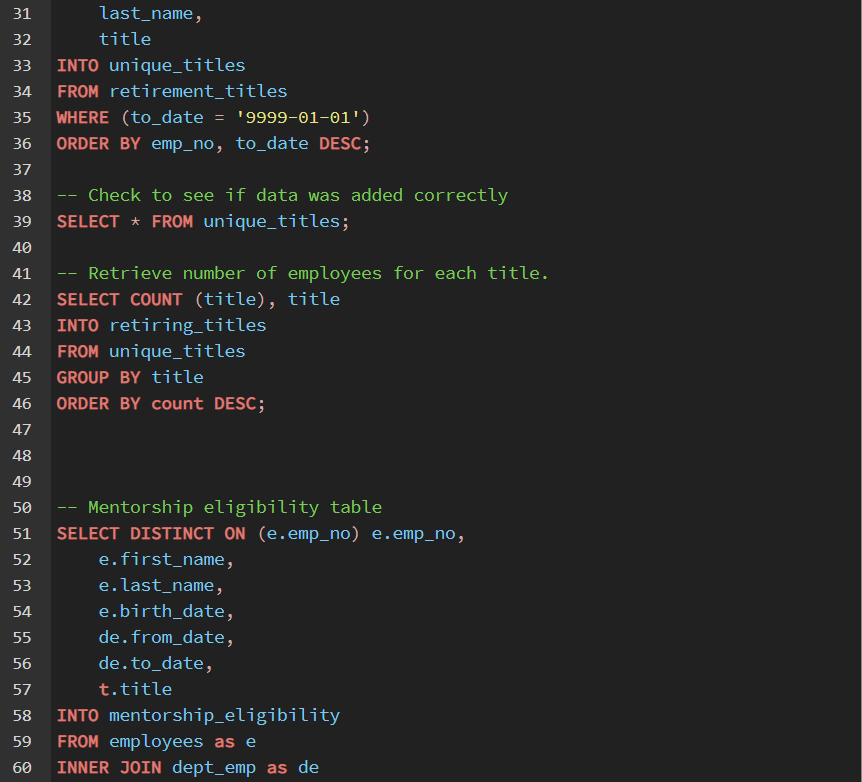 31 last_name,
32 title
33 INTO unique_titles
34 FROM retirement_titles
35 WHERE (to_date = '9999-01-01')
36 ORDER BY emp_no, to_date DESC;
37
38 -- Check to see if data was added correctly
39 SELECT * FROM unique_titles;
40
41 -- Retrieve number of employees for each title.
42 SELECT COUNT (title), title
43 INTO retiring_titles
44 FROM unique_titles
45 GROUP BY title
46 ORDER BY count DESC;
47
48
49
50 -- Mentorship eligibility table
51 SELECT DISTINCT ON (e.emp_no) e.emp_no,
52 e.first_name,
53 e.last_name,
54 e.birth_date,
55 de.from_date,
56 de.to_date,
57 t.title
58 INTO mentorship_eligibility
59 FROM employees as e
60 INNER JOIN dept_emp as de